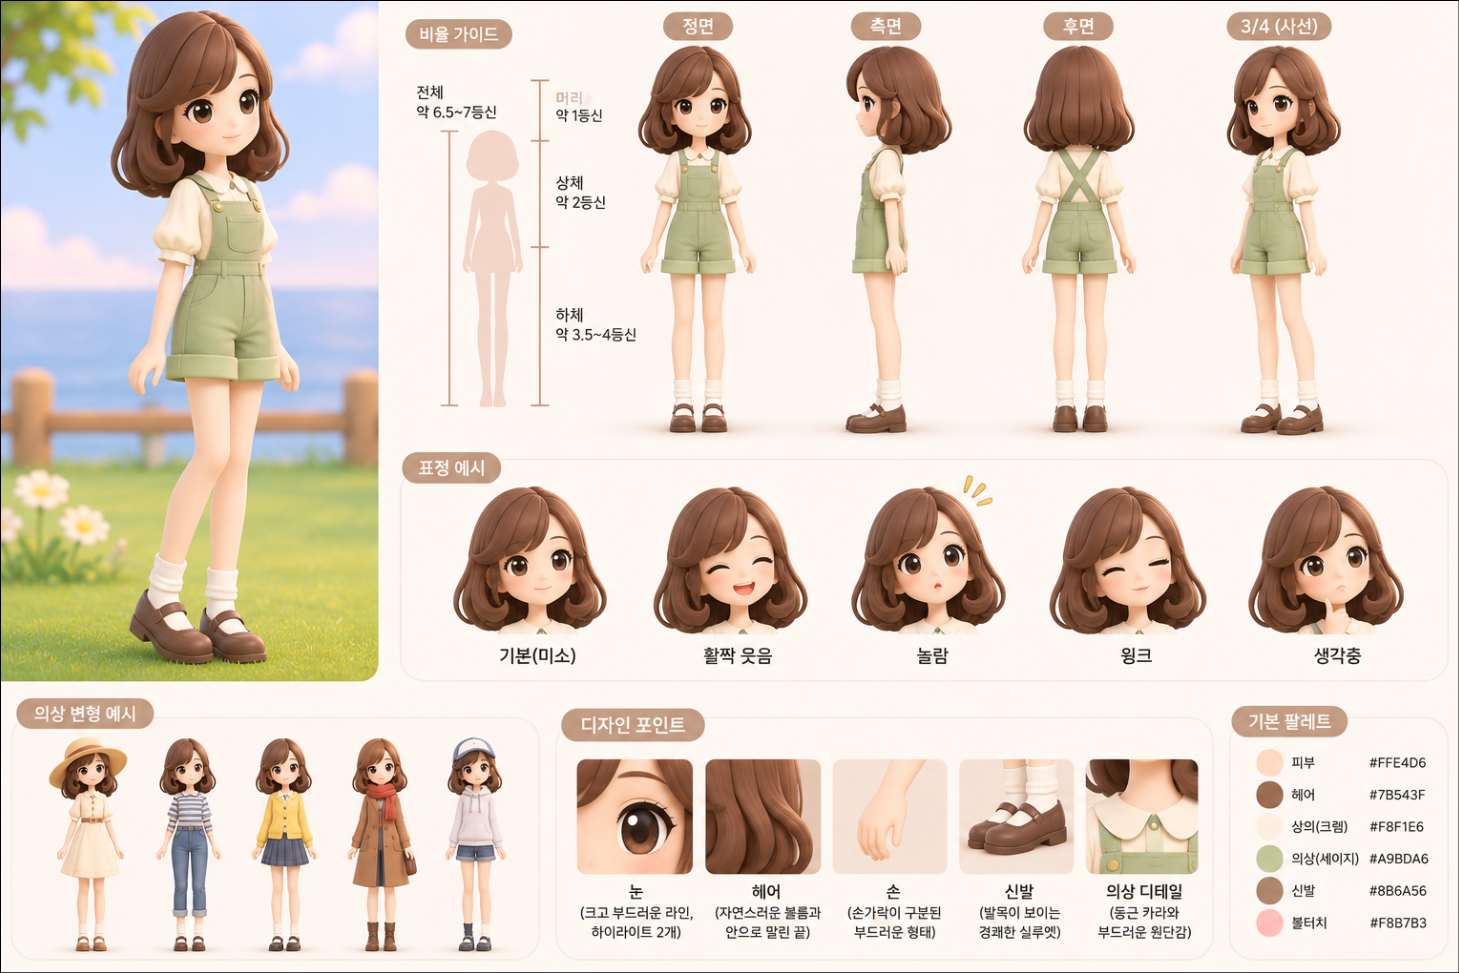 비율 가이드
전체
약 6.5~7등신
머리
약 1등신
상체
약 2등신
하체
약 3.5~4등신
정면
측면
후면
3/4 (사선)
표정 예시
기본(미소)
활짝 웃음
놀람
윙크
생각중
의상 변형 예시
디자인 포인트
눈
(크고 부드러운 라인,
하이라이트 2개)
헤어
(자연스러운 볼륨과
안으로 말린 끝)
손
(손가락이 구분된
부드러운 형태)
신발
(발목이 보이는
경쾌한 실루엣)
의상 디테일
(둥근 카라와
부드러운 원단감)
기본 팔레트
피부 #FFE4D6
헤어 #7B543F
상의(크렘) #F8F1E6
의상(세이지) #A9BDA6
신발 #8B6A56
볼터치 #F8B7B3